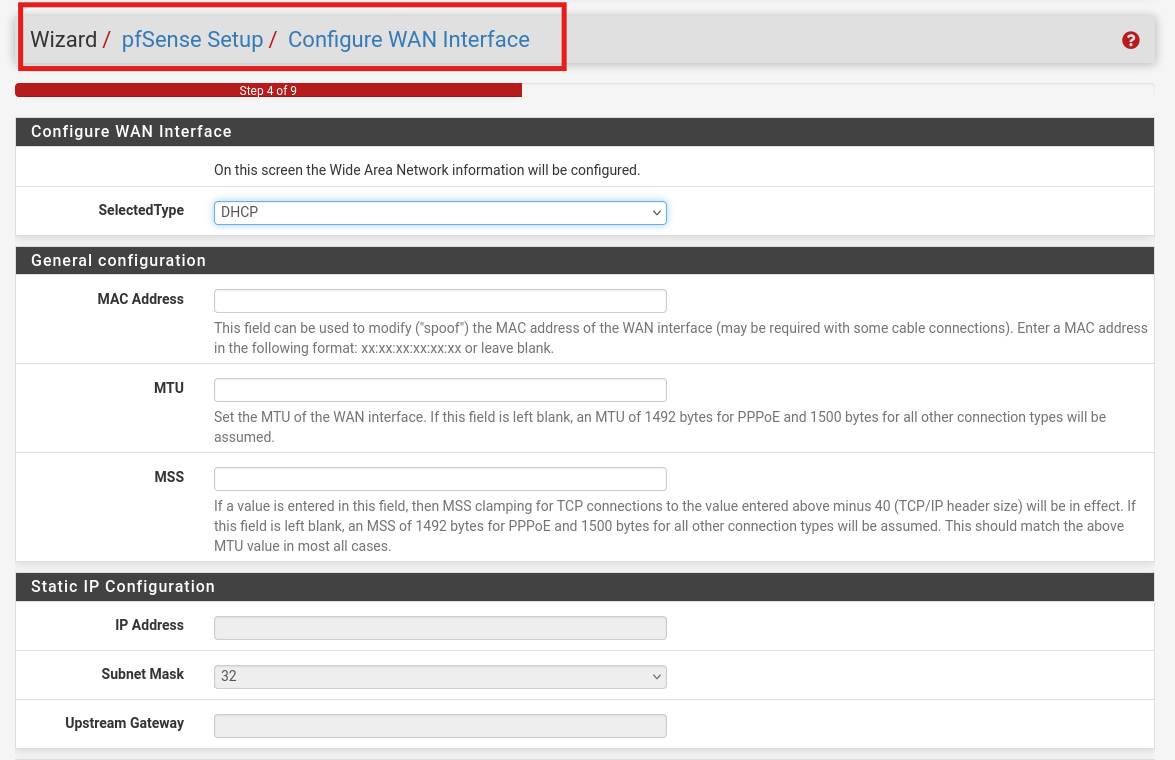 Wizard / pfSense Setup / Configure WAN Interface
Step 4 of 9
Configure WAN Interface
On this screen the Wide Area Network information will be configured.
SelectedType DHCP
General configuration
MAC Address
This field can be used to modify ("spoof") the MAC address of the WAN interface (may be required with some cable connections). Enter a MAC address
in the following format: xx:xx:xx:xx:xx:xx or leave blank.
MTU
Set the MTU of the WAN interface. If this field is left blank, an MTU of 1492 bytes for PPPoE and 1500 bytes for all other connection types will be
assumed.
MSS
If a value is entered in this field, then MSS clamping for TCP connections to the value entered above minus 40 (TCP/IP header size) will be in effect. If
this field is left blank, an MSS of 1492 bytes for PPPoE and 1500 bytes for all other connection types will be assumed. This should match the above
MTU value in most all cases.
Static IP Configuration
IP Address
Subnet Mask 32
Upstream Gateway